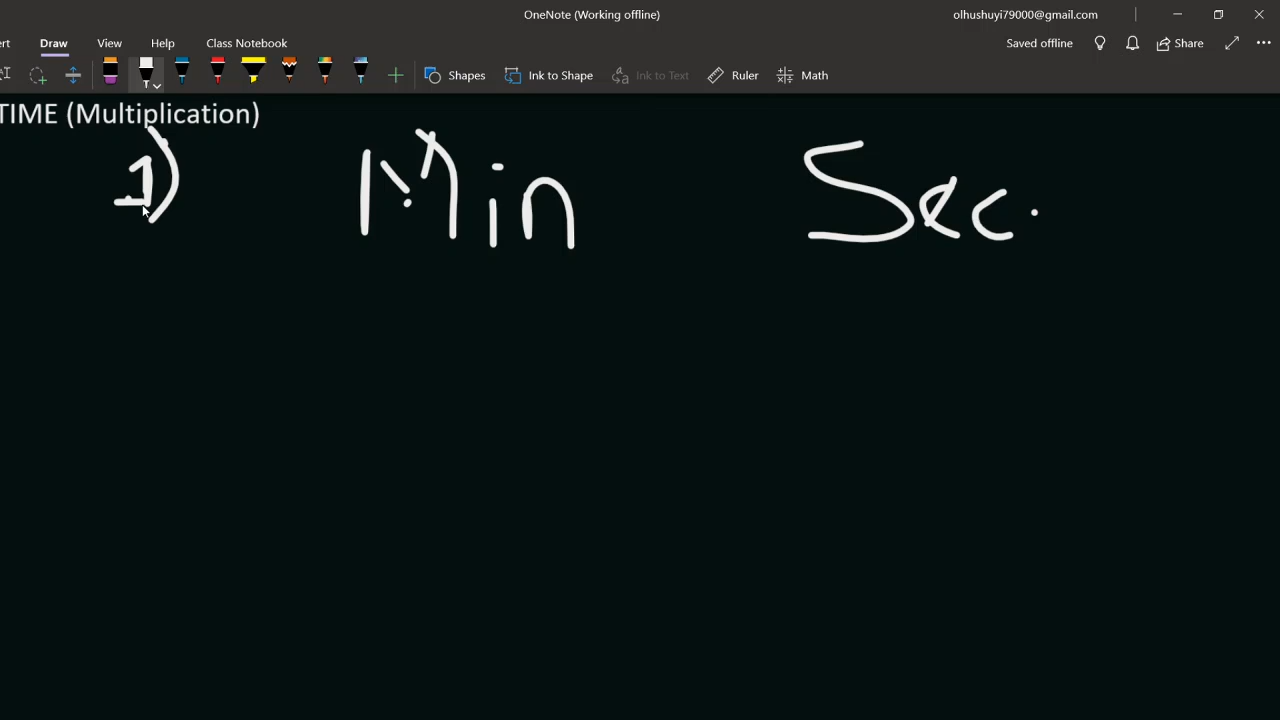 OneNote (Working offline) olhushuyi79000@gmail.com
ert Draw View Help Class Notebook Saved offline Share
Shapes Ink to Shape Ink to Text Ruler Math
TIME (Multiplication)
1) Min Sec.